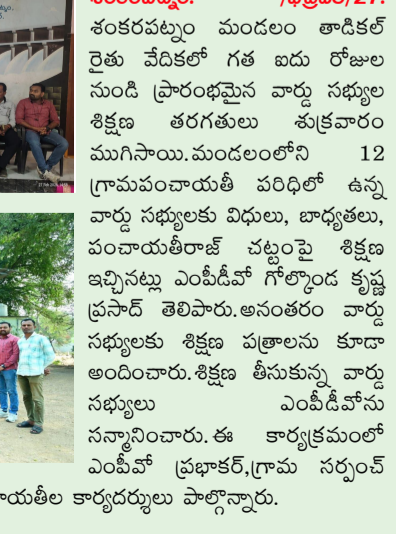 /ఫిబ్రవరి/27:
శంకరపట్నం మండలం తాడికల్
రైతు వేదికలో గత ఐదు రోజుల
నుండి ప్రారంభమైన వార్డు సభ్యుల
శిక్షణ తరగతులు శుక్రవారం
ముగిసాయి.మండలంలోని 12
గ్రామపంచాయతీ పరిధిలో ఉన్న
వార్డు సభ్యులకు విధులు, బాధ్యతలు,
పంచాయతీరాజ్ చట్టంపై శిక్షణ
ఇచ్చినట్లు ఎంపీడీవో గోల్కొండ కృష్ణ
ప్రసాద్ తెలిపారు.అనంతరం వార్డు
సభ్యులకు శిక్షణ పత్రాలను కూడా
అందించారు.శిక్షణ తీసుకున్న వార్డు
సభ్యులు ఎంపీడీవోను
సన్మానించారు. ఈ కార్యక్రమంలో
ఎంపీవో ప్రభాకర్,గ్రామ సర్పంచ్
ాయతీల కార్యదర్శులు పాల్గొన్నారు.